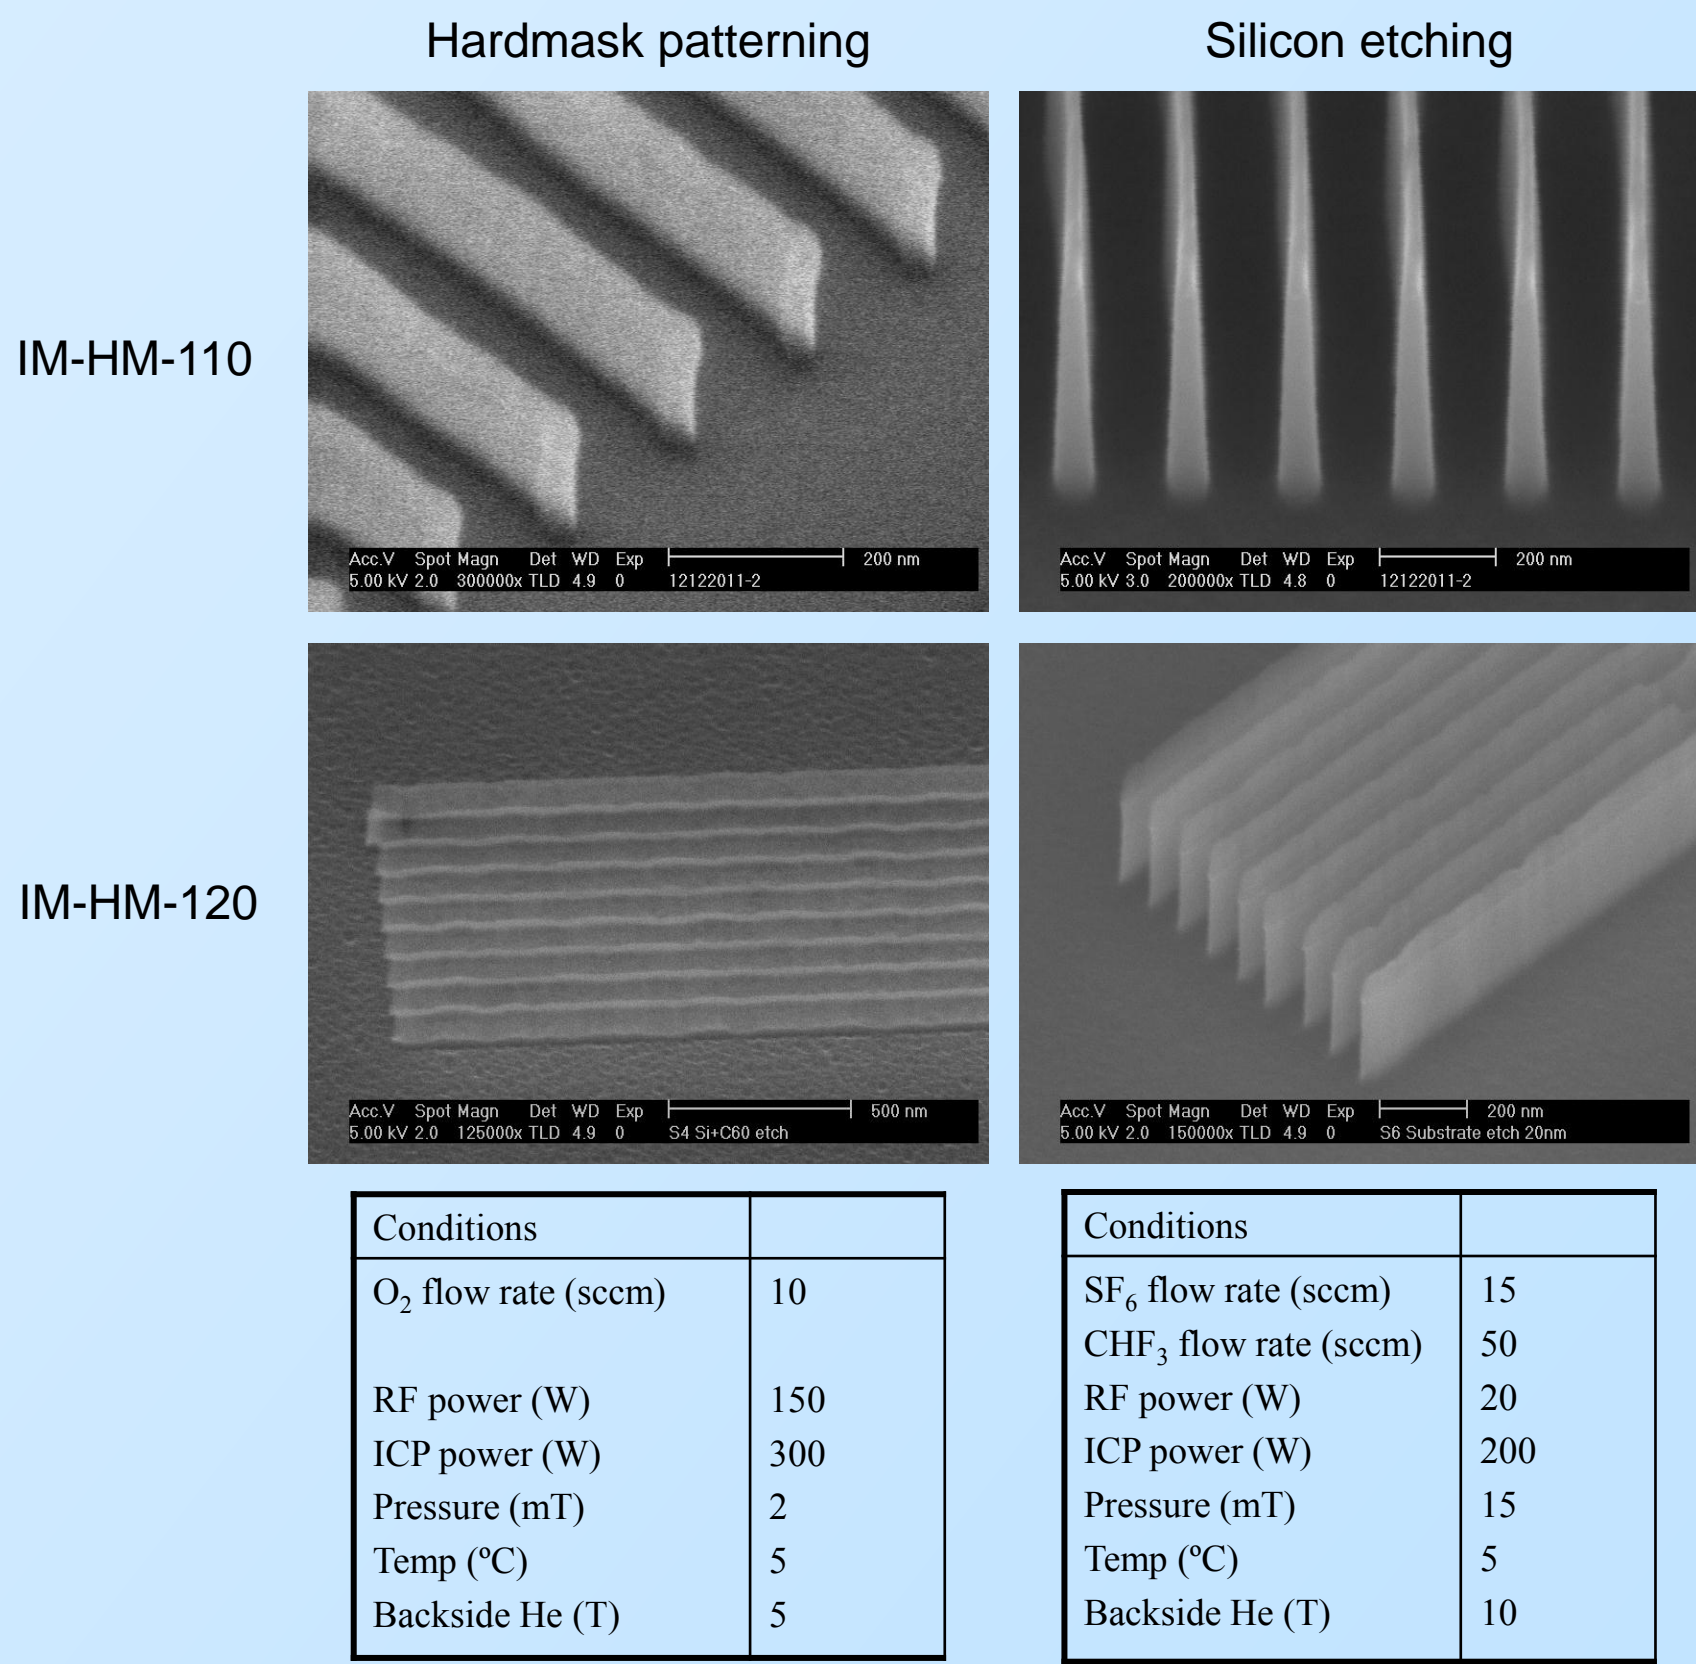 Hardmask patterning
Silicon etching
IM-HM-110
Acc.V Spot Magn Det WD Exp 200 nm
5.00 kV 2.0 300000x TLD 4.9 0 12122011-2
Acc.V Spot Magn Det WD Exp 200 nm
5.00 kV 3.0 200000x TLD 4.8 0 12122011-2
IM-HM-120
Acc.V Spot Magn Det WD Exp 500 nm
5.00 kV 2.0 125000x TLD 4.9 0 S4 Si+C60 etch
Acc.V Spot Magn Det WD Exp 200 nm
5.00 kV 2.0 150000x TLD 4.9 0 S6 Substrate etch 20nm
Conditions
O₂ flow rate (sccm) 10
RF power (W) 150
ICP power (W) 300
Pressure (mT) 2
Temp (ºC) 5
Backside He (T) 5
Conditions
SF₆ flow rate (sccm) 15
CHF₃ flow rate (sccm) 50
RF power (W) 20
ICP power (W) 200
Pressure (mT) 15
Temp (ºC) 5
Backside He (T) 10